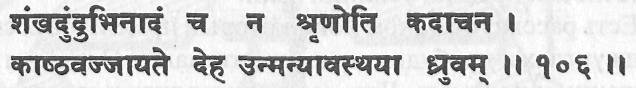 शंखदुंदुभिनादं च न श्रृणोति कदाचन ।
काष्ठवज्जायते देह उन्मन्यावस्थया ध्रुवम् ।। १०६ ।।